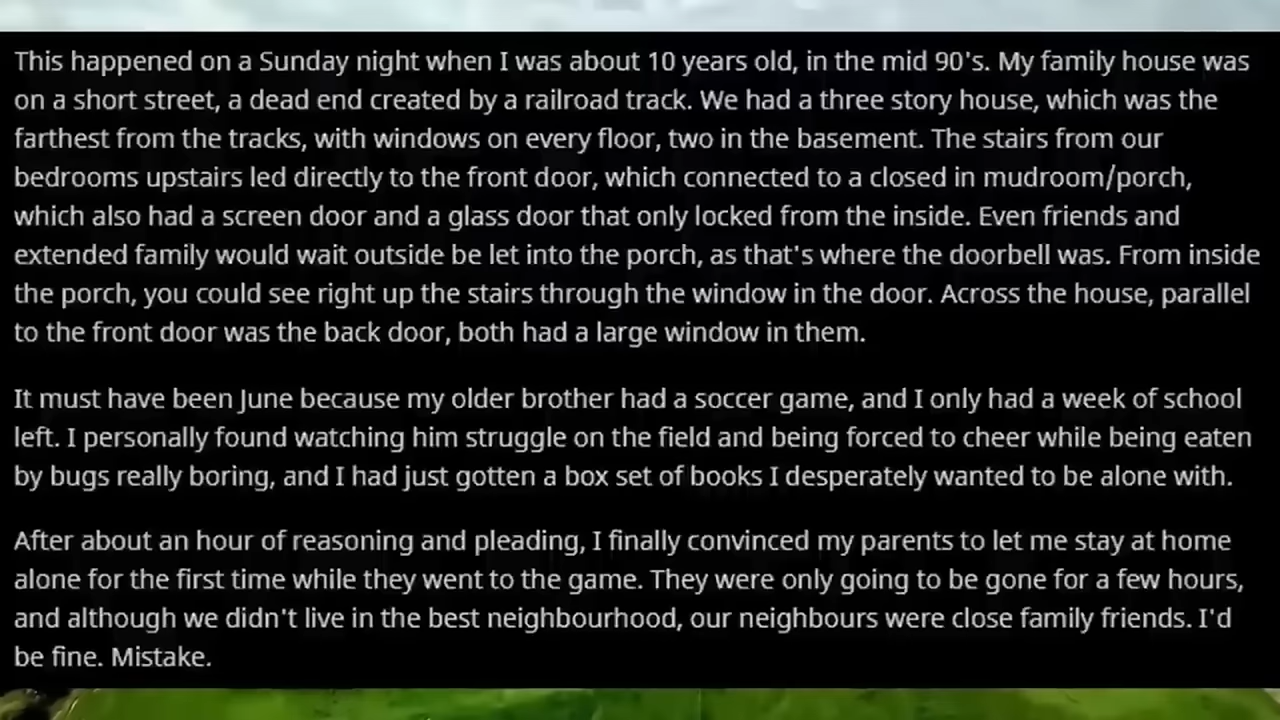 This happened on a Sunday night when I was about 10 years old, in the mid 90's. My family house was
on a short street, a dead end created by a railroad track. We had a three story house, which was the
farthest from the tracks, with windows on every floor, two in the basement. The stairs from our
bedrooms upstairs led directly to the front door, which connected to a closed in mudroom/porch,
which also had a screen door and a glass door that only locked from the inside. Even friends and
extended family would wait outside be let into the porch, as that's where the doorbell was. From inside
the porch, you could see right up the stairs through the window in the door. Across the house, parallel
to the front door was the back door, both had a large window in them.
It must have been June because my older brother had a soccer game, and I only had a week of school
left. I personally found watching him struggle on the field and being forced to cheer while being eaten
by bugs really boring, and I had just gotten a box set of books I desperately wanted to be alone with.
After about an hour of reasoning and pleading, I finally convinced my parents to let me stay at home
alone for the first time while they went to the game. They were only going to be gone for a few hours,
and although we didn't live in the best neighbourhood, our neighbours were close family friends. I'd
be fine. Mistake.